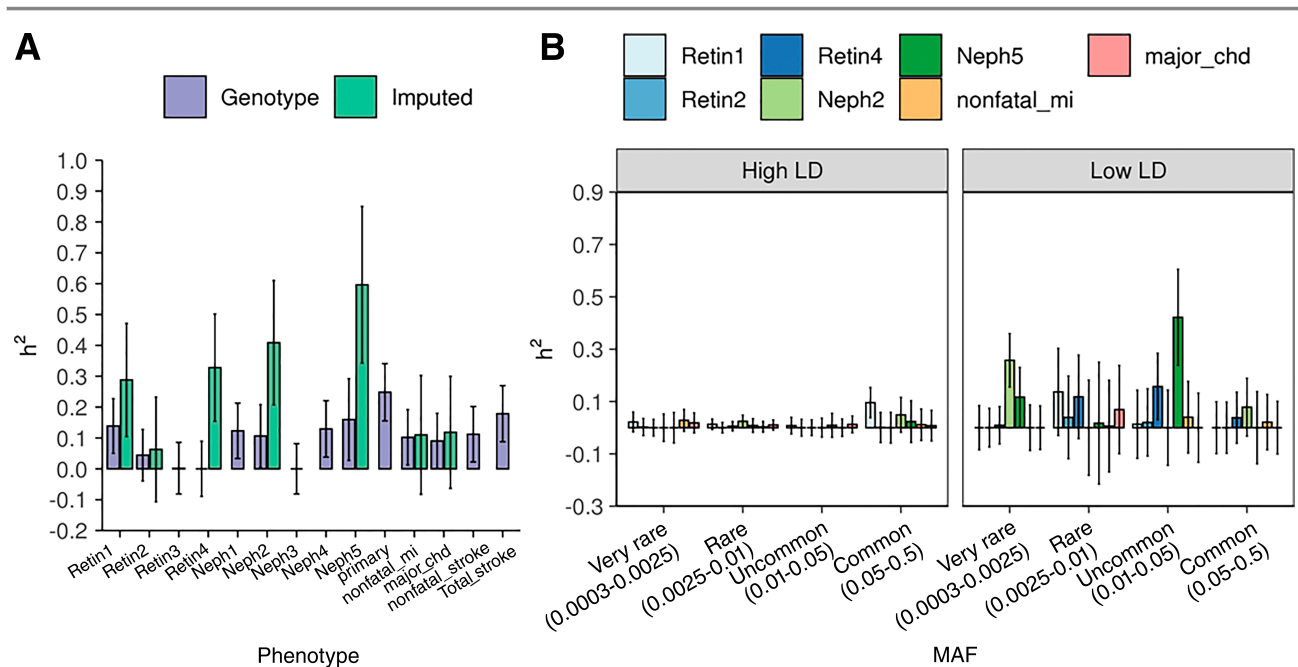 A
Genotype
Imputed
1.0
0.9
0.8
0.7
0.6
0.5
0.4
0.3
0.2
0.1
0.0
-0.1
-0.2
h²
Retin1
Retin2
Retin3
Retin4
Neph1
Neph2
Neph3
Neph4
Neph5
primary
nonfatal_mi
major_chd
nonfatal_stroke
Total_stroke
Phenotype
B
Retin1
Retin4
Neph5
major_chd
Retin2
Neph2
nonfatal_mi
High LD
Low LD
0.9
0.7
0.5
0.3
0.1
-0.1
-0.3
h²
Very rare
(0.0003-0.0025)
Rare
(0.0025-0.01)
Uncommon
(0.01-0.05)
Common
(0.05-0.5)
Very rare
(0.0003-0.0025)
Rare
(0.0025-0.01)
Uncommon
(0.01-0.05)
Common
(0.05-0.5)
MAF